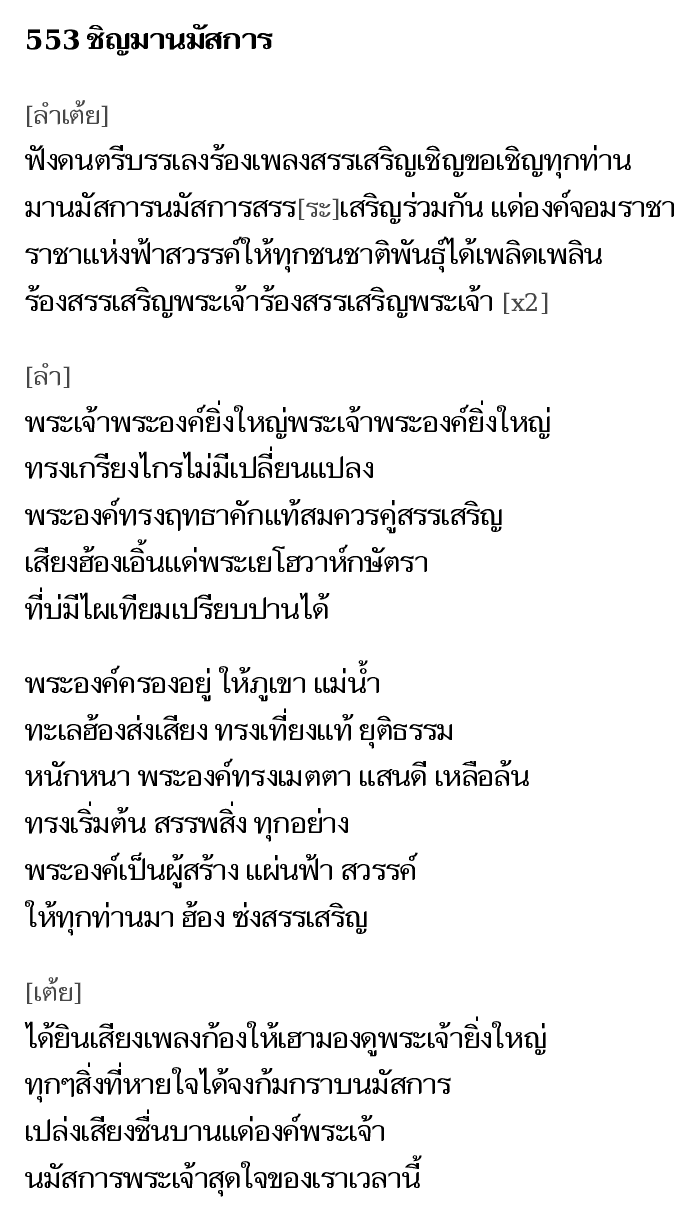 553 ชิญมานมัสการ
[ลำเต้ย]
ฟังดนตรีบรรเลงร้องเพลงสรรเสริญเชิญขอเชิญทุกท่าน
มานมัสการนมัสการสรร[ระ]เสริญร่วมกัน แด่องค์จอมราชา
ราชาแห่งฟ้าสวรรค์ให้ทุกชนชาติพันธุ์ได้เพลิดเพลิน
ร้องสรรเสริญพระเจ้าร้องสรรเสริญพระเจ้า [x2]
[ลำ]
พระเจ้าพระองค์ยิ่งใหญ่พระเจ้าพระองค์ยิ่งใหญ่
ทรงเกรียงไกรไม่มีเปลี่ยนแปลง
พระองค์ทรงฤทธาคักแท้สมควรคู่สรรเสริญ
เสียงฮ้องเอิ้นแด่พระเยโฮวาห์กษัตรา
ที่บ่มีไผเทียมเปรียบปานได้
พระองค์ครองอยู่ ให้ภูเขา แม่น้ำ
ทะเลฮ้องส่งเสียง ทรงเที่ยงแท้ ยุติธรรม
หนักหนา พระองค์ทรงเมตตา แสนดี เหลือล้น
ทรงเริ่มต้น สรรพสิ่ง ทุกอย่าง
พระองค์เป็นผู้สร้าง แผ่นฟ้า สวรรค์
ให้ทุกท่านมา ฮ้อง ซ่งสรรเสริญ
[เต้ย]
ได้ยินเสียงเพลงก้องให้เฮามองดูพระเจ้ายิ่งใหญ่
ทุกๆสิ่งที่หายใจได้จงก้มกราบนมัสการ
เปล่งเสียงชื่นบานแด่องค์พระเจ้า
นมัสการพระเจ้าสุดใจของเราเวลานี้